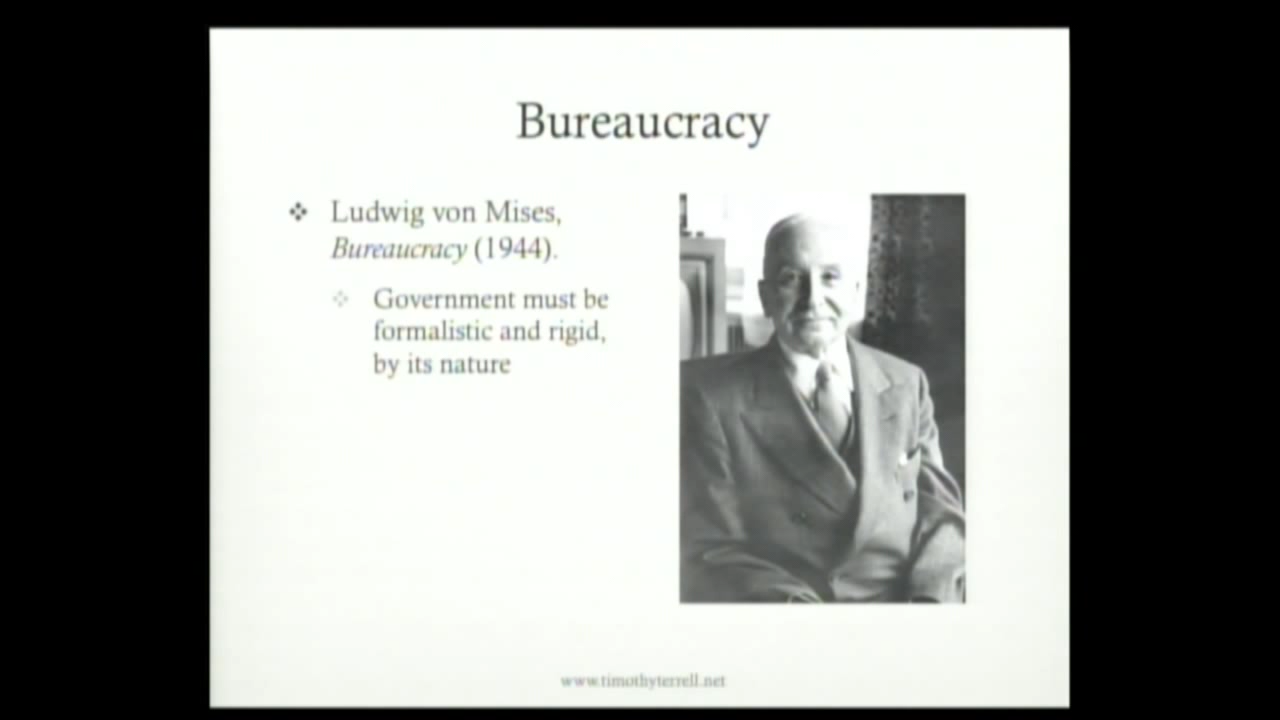 Bureaucracy
Ludwig von Mises,
Bureaucracy (1944).
Government must be
formalistic and rigid,
by its nature
www.timothyterrell.net